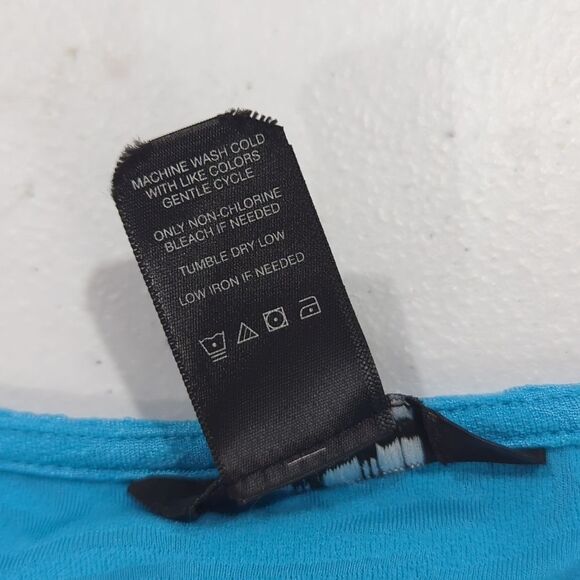 MACHINE WASH COLD
WITH LIKE COLORS
GENTLE CYCLE
ONLY NON-CHLORINE
BLEACH IF NEEDED
TUMBLE DRY LOW
LOW IRON IF NEEDED